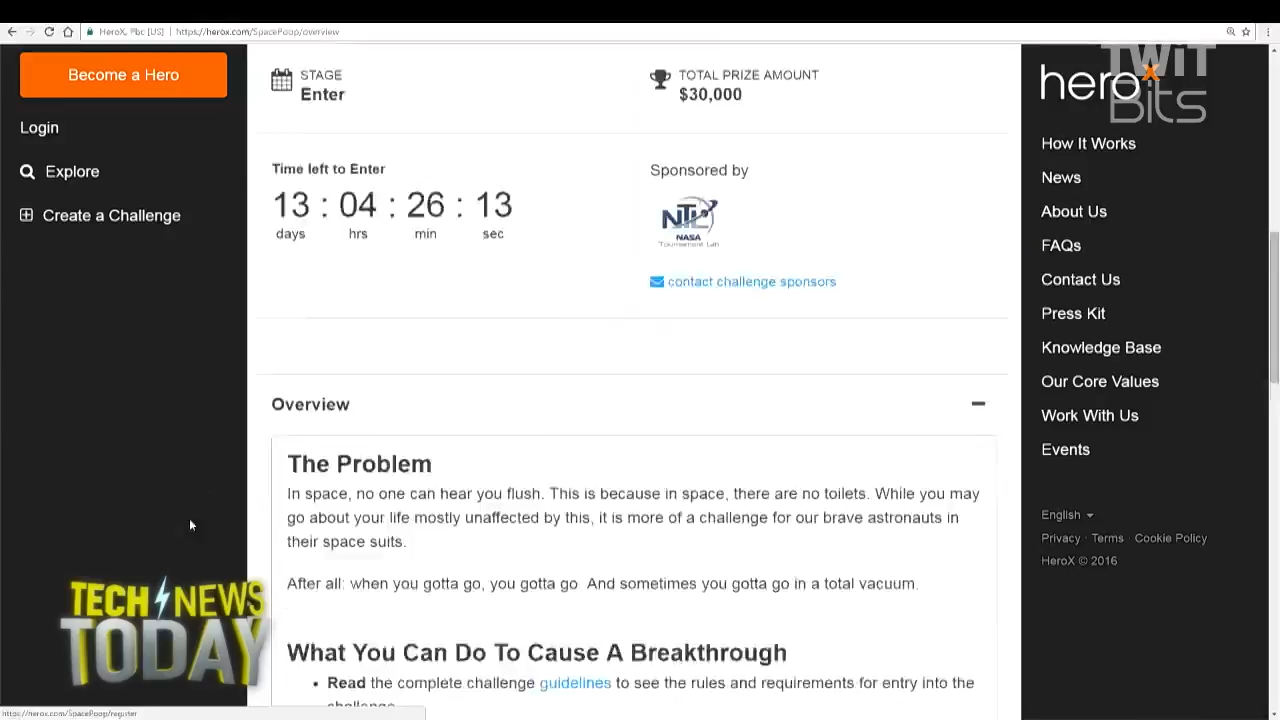 HeroX, Pbc [US] | https://herox.com/SpacePoop/overview
TWiT
Bits
Become a Hero
Login
Explore
Create a Challenge
STAGE
Enter
TOTAL PRIZE AMOUNT
$30,000
Time left to Enter
13 : 04 : 26 : 13
days hrs min sec
Sponsored by
NTL
NASA
Tournament Lab
contact challenge sponsors
Overview
The Problem
In space, no one can hear you flush. This is because in space, there are no toilets. While you may
go about your life mostly unaffected by this, it is more of a challenge for our brave astronauts in
their space suits.
After all: when you gotta go, you gotta go. And sometimes you gotta go in a total vacuum.
What You Can Do To Cause A Breakthrough
• Read the complete challenge guidelines to see the rules and requirements for entry into the
challenge.
herox
How It Works
News
About Us
FAQs
Contact Us
Press Kit
Knowledge Base
Our Core Values
Work With Us
Events
English
Privacy · Terms · Cookie Policy
HeroX © 2016
TECH NEWS
TODAY
https://herox.com/SpacePoop/register